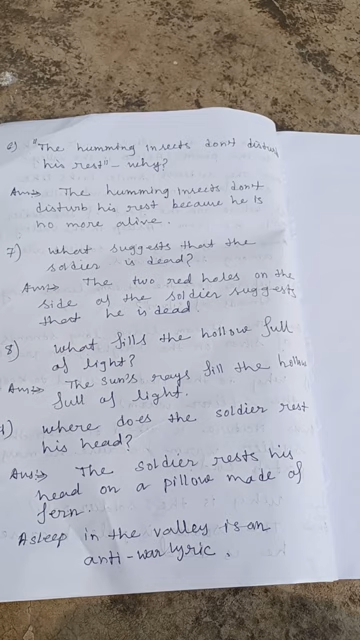 6) "The humming insects don't disturb
his rest" - why?
Ans:- The humming insects don't
disturb his rest because he is
no more alive.
7) What suggests that the
soldier is dead?
Ans:- The two red holes on the
side of the soldier suggests
that he is dead.
8) What fills the hollow full
of light?
Ans:- The sun's rays fill the hollow
full of light.
9) Where does the soldier rest
his head?
Ans:- The soldier rests his
head on a pillow made of
fern.
Asleep in the valley is an
anti-war lyric.